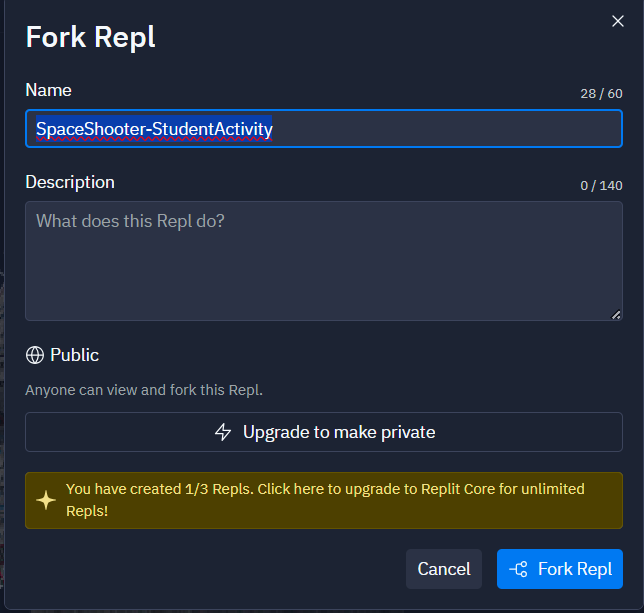 Fork Repl
Name
28 / 60
SpaceShooter-StudentActivity
Description
0 / 140
What does this Repl do?
Public
Anyone can view and fork this Repl.
Upgrade to make private
You have created 1/3 Repls. Click here to upgrade to Replit Core for unlimited
Repls!
Cancel
Fork Repl